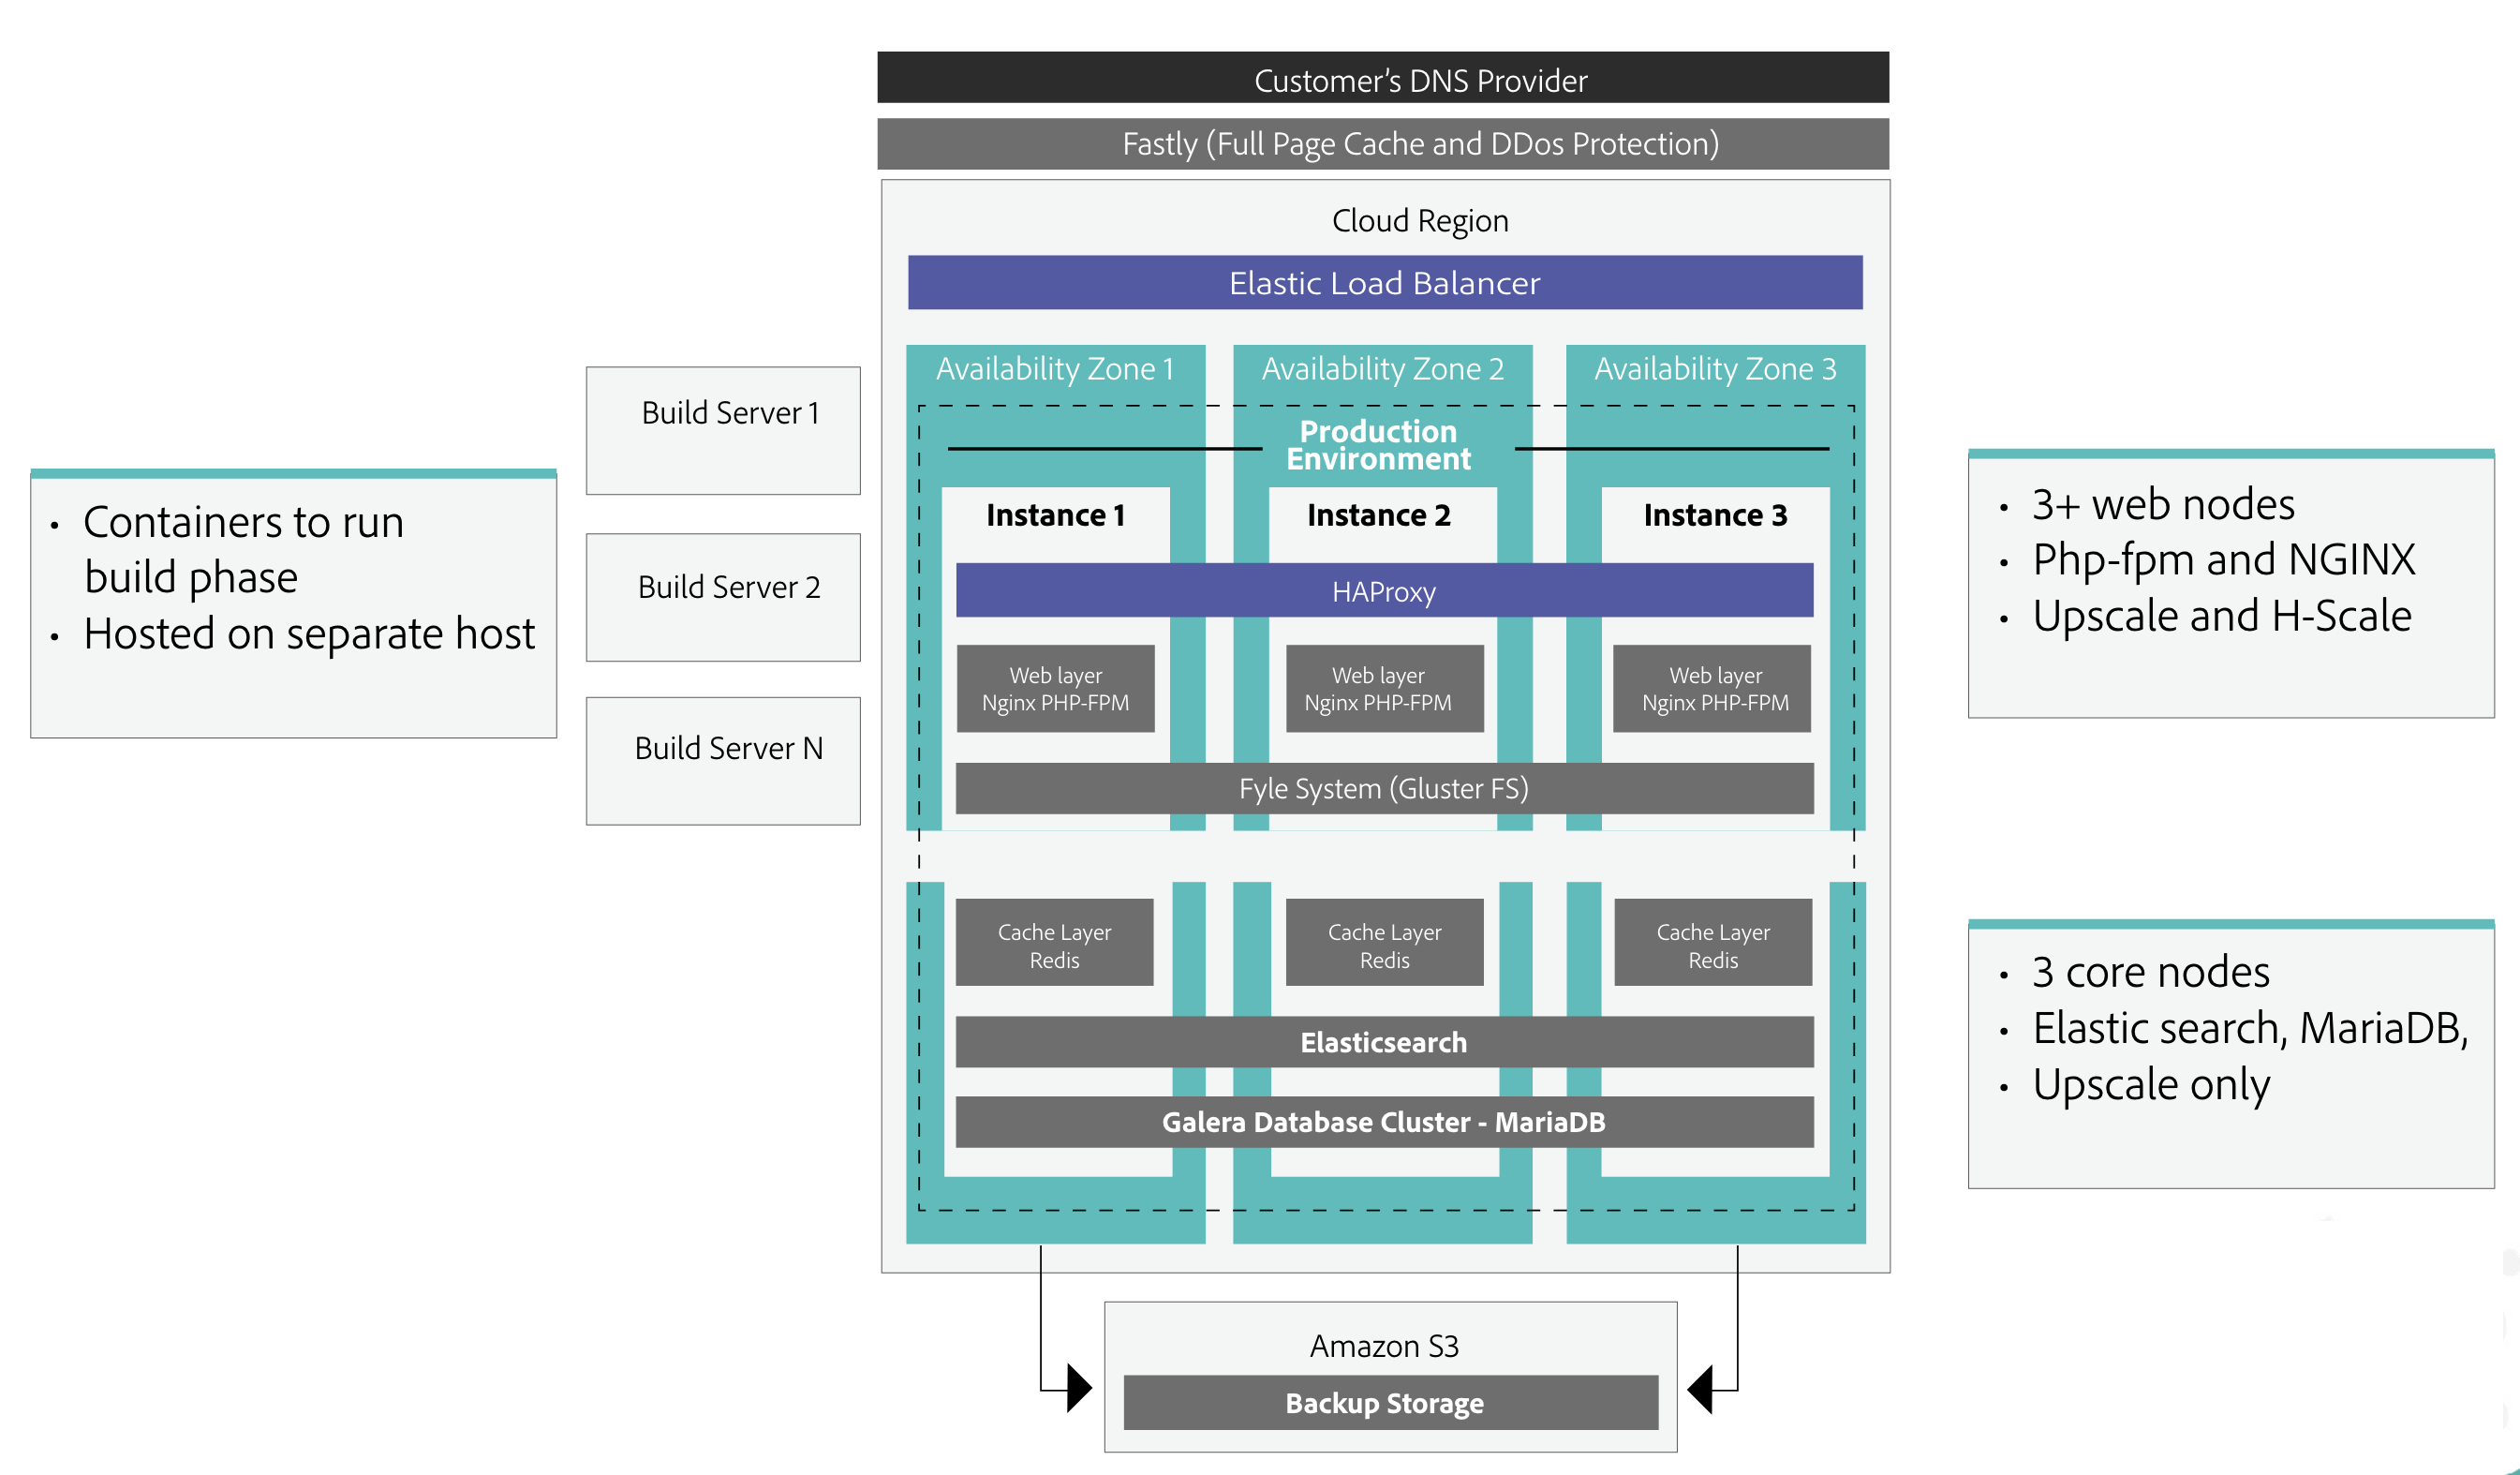 Customer’s DNS Provider
Fastly (Full Page Cache and DDos Protection)
Cloud Region
Elastic Load Balancer
Availability Zone 1
Availability Zone 2
Availability Zone 3
Production
Environment
Instance 1
Instance 2
Instance 3
HAProxy
Web layer
Nginx PHP-FPM
Web layer
Nginx PHP-FPM
Web layer
Nginx PHP-FPM
Fyle System (Gluster FS)
Cache Layer
Redis
Cache Layer
Redis
Cache Layer
Redis
Elasticsearch
Galera Database Cluster - MariaDB
Amazon S3
Backup Storage
Build Server 1
Build Server 2
Build Server N
• Containers to run
build phase
• Hosted on separate host
• 3+ web nodes
• Php-fpm and NGINX
• Upscale and H-Scale
• 3 core nodes
• Elastic search, MariaDB,
• Upscale only